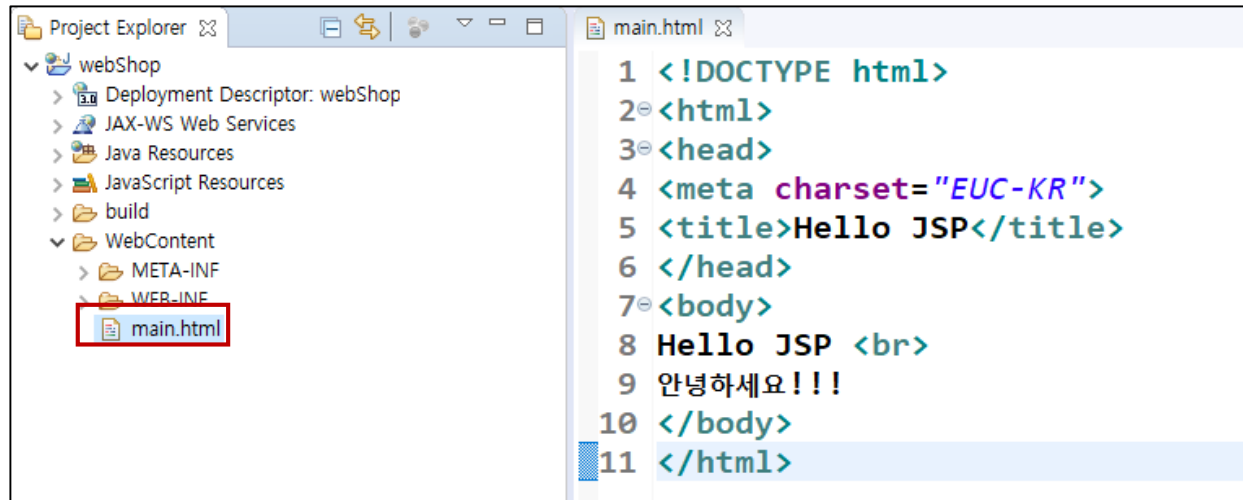 Project Explorer
webShop
Deployment Descriptor: webShop
JAX-WS Web Services
Java Resources
JavaScript Resources
build
WebContent
META-INF
WEB-INF
main.html
main.html
1 <!DOCTYPE html>
2 <html>
3 <head>
4 <meta charset="EUC-KR">
5 <title>Hello JSP</title>
6 </head>
7 <body>
8 Hello JSP <br>
9 안녕하세요!!!
10 </body>
11 </html>